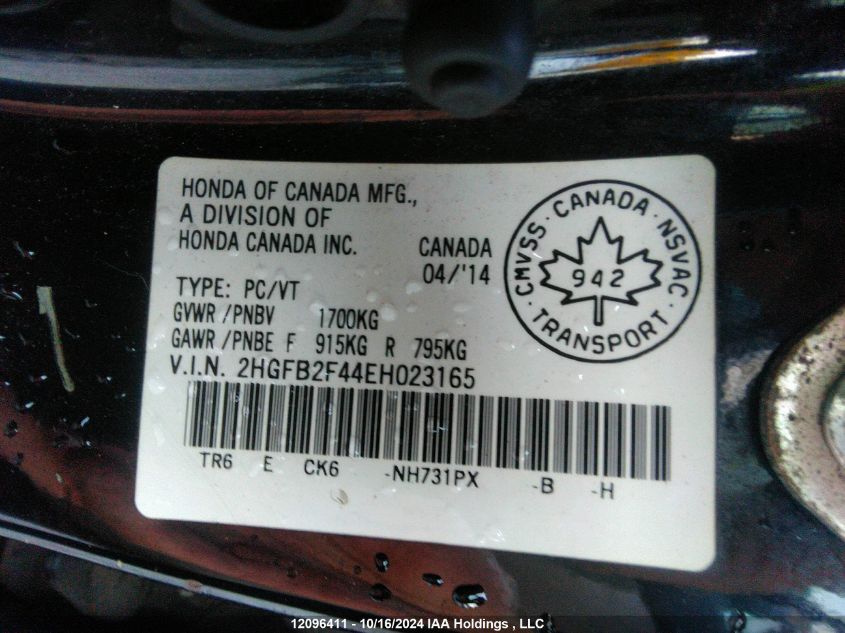 HONDA OF CANADA MFG.,
A DIVISION OF
HONDA CANADA INC.
CANADA
04/'14
TYPE: PC/VT
GVWR /PNBV 1700KG
GAWR /PNBE F 915KG R 795KG
V.I.N. 2HGFB2F44EH023165
TR6 E CK6 -NH731PX -B -H
CMVSS · CANADA · NSVAC · TRANSPORT ·
942
12096411 - 10/16/2024 IAA Holdings , LLC